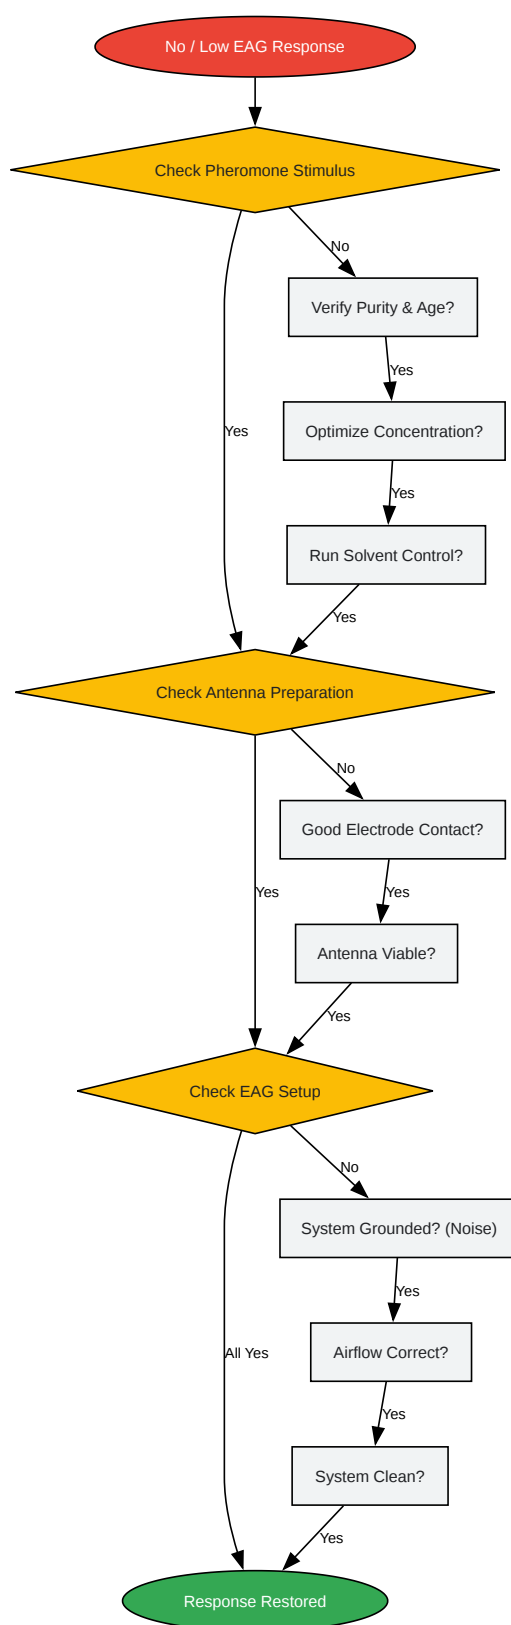 No / Low EAG Response
Check Pheromone Stimulus
No
Verify Purity & Age?
Yes
Optimize Concentration?
Yes
Yes
Run Solvent Control?
Yes
Check Antenna Preparation
No
Good Electrode Contact?
Yes
Yes
Antenna Viable?
Yes
Check EAG Setup
No
System Grounded? (Noise)
Yes
Airflow Correct?
All Yes
Yes
System Clean?
Yes
Response Restored